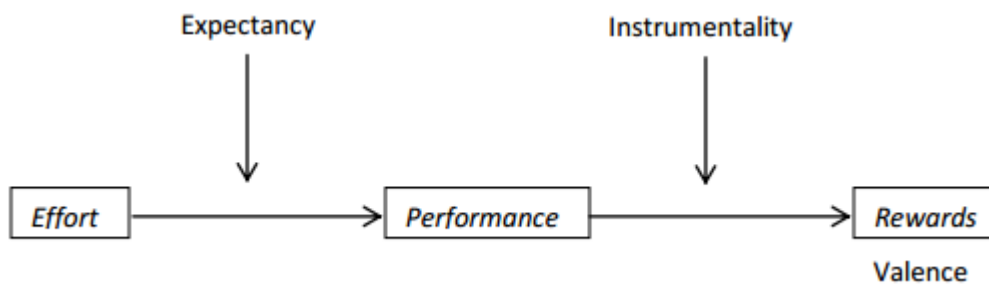 Expectancy
Instrumentality
Effort
Performance
Rewards
Valence